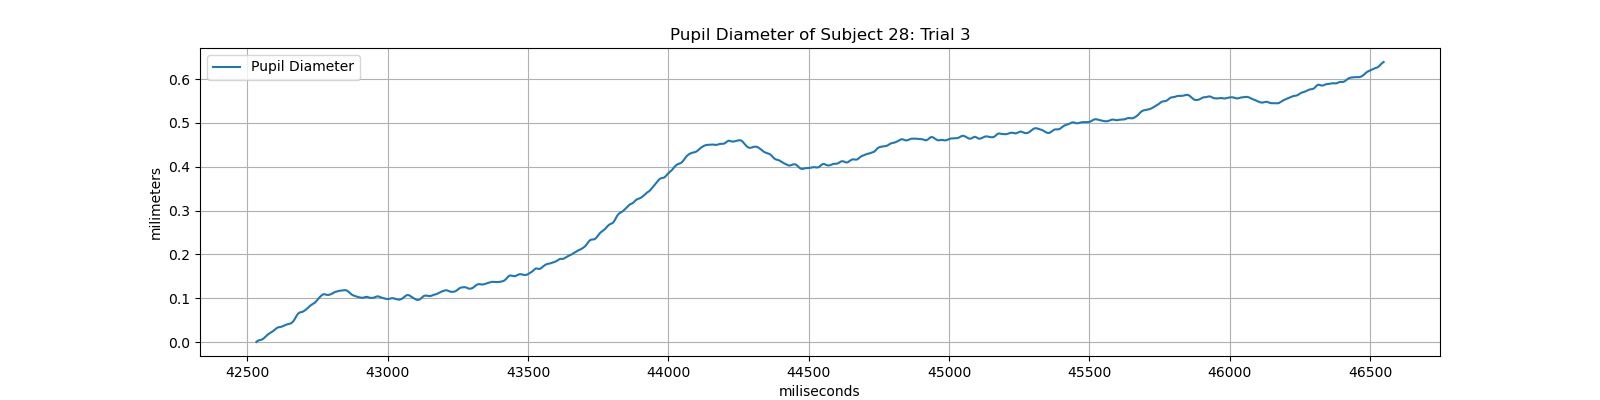 Pupil Diameter of Subject 28: Trial 3
Pupil Diameter
milimeters
0.6
0.5
0.4
0.3
0.2
0.1
0.0
42500 43000 43500 44000 44500 45000 45500 46000 46500
miliseconds